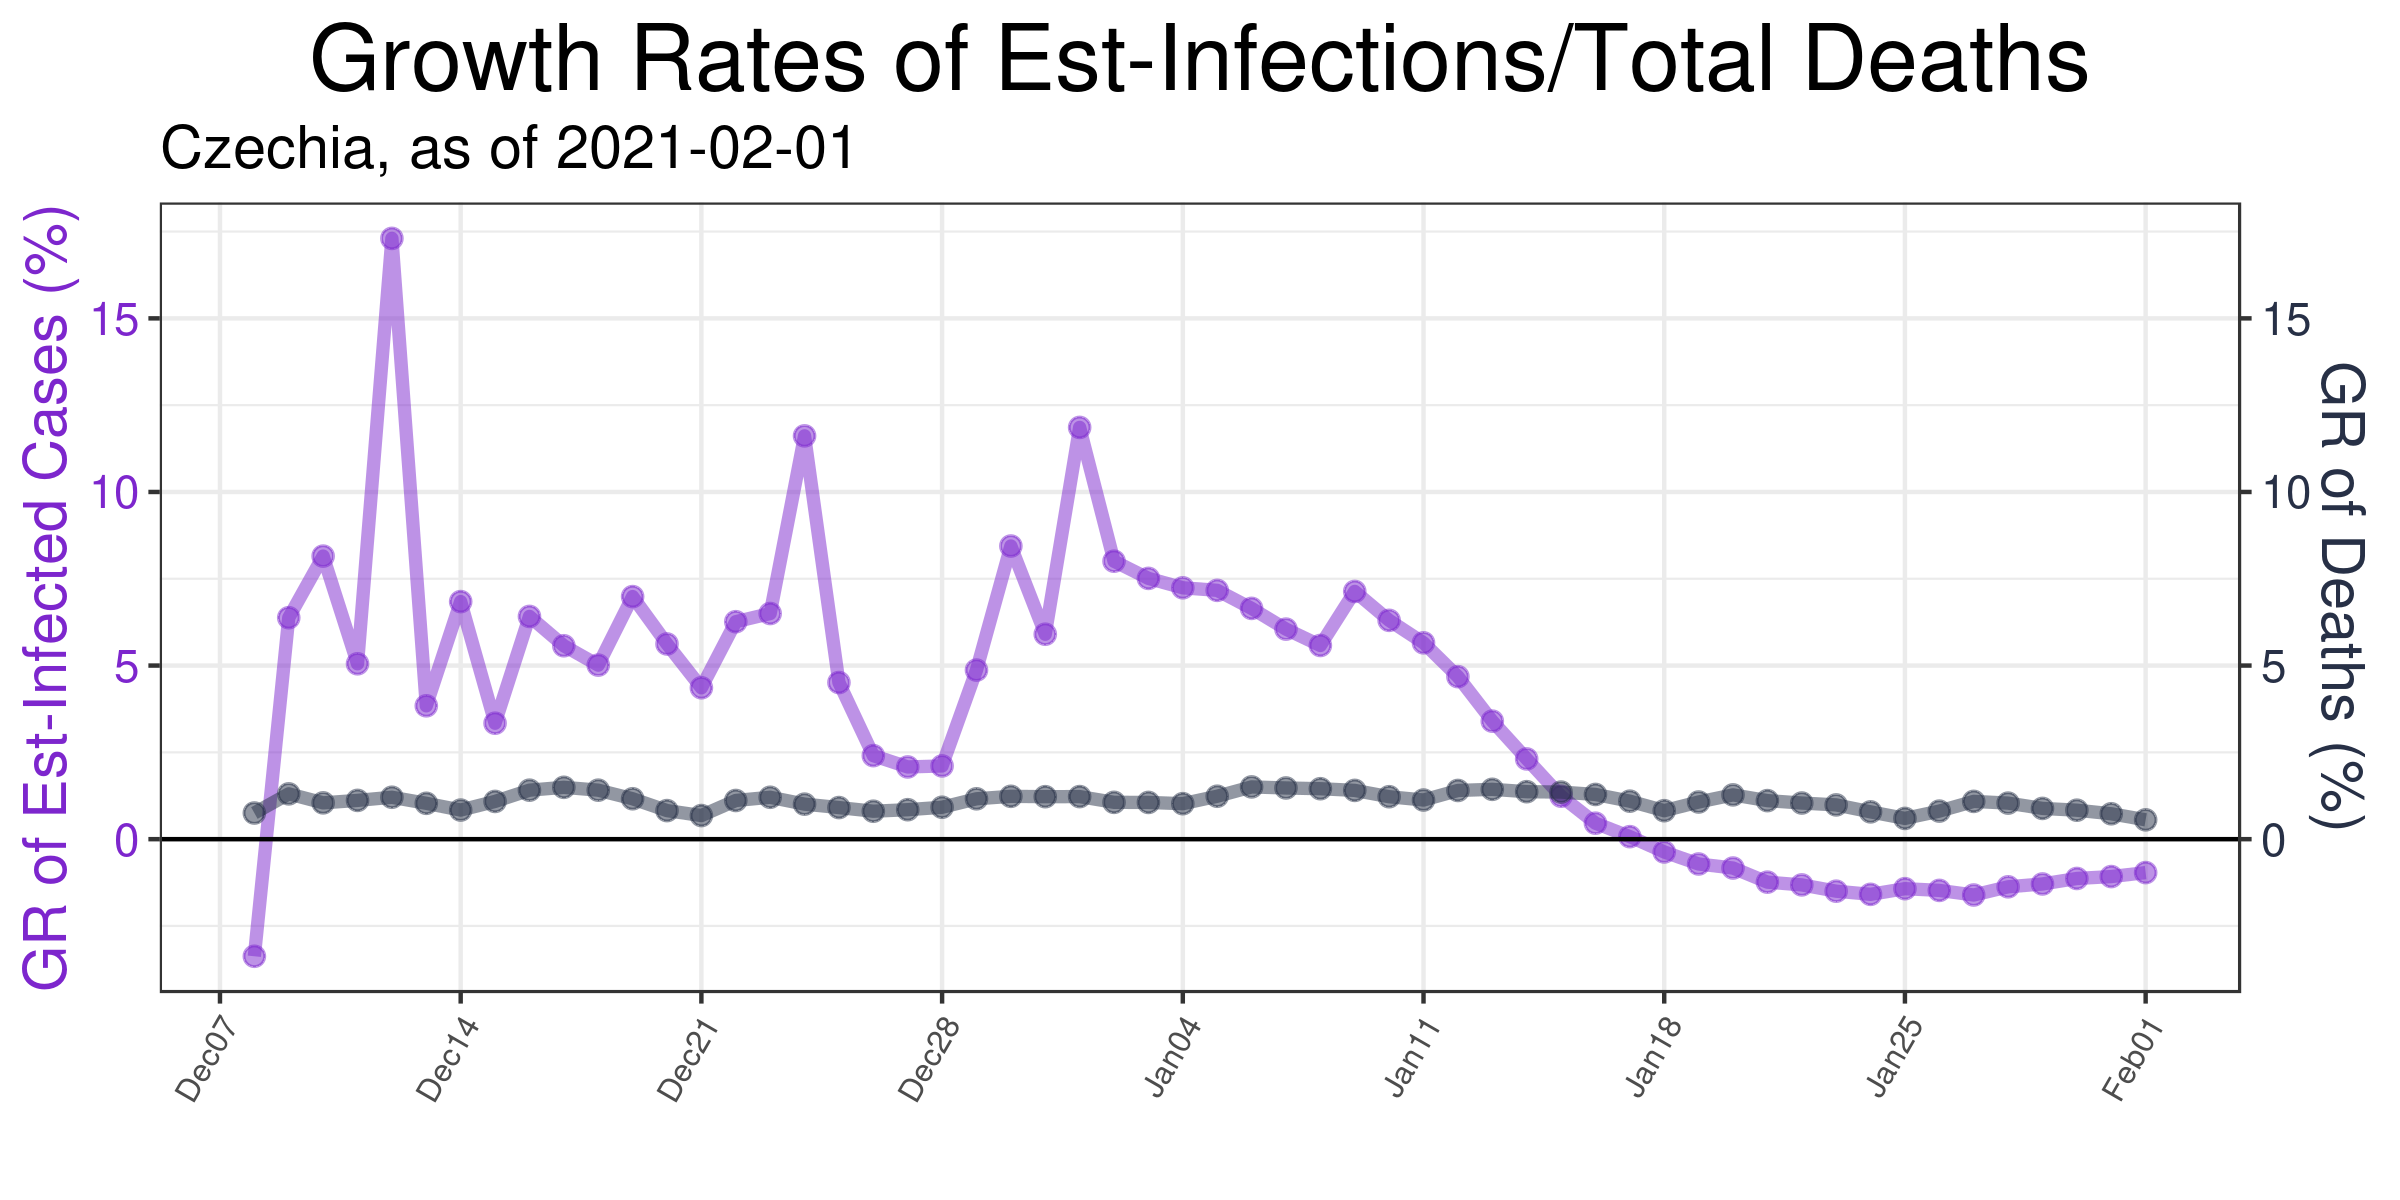 Growth Rates of Est-Infections/Total Deaths
Czechia, as of 2021-02-01
GR of Est-Infected Cases (%)
15
10
5
0
15
10
5
0
GR of Deaths (%)
Dec07
Dec14
Dec21
Dec28
Jan04
Jan11
Jan18
Jan25
Feb01